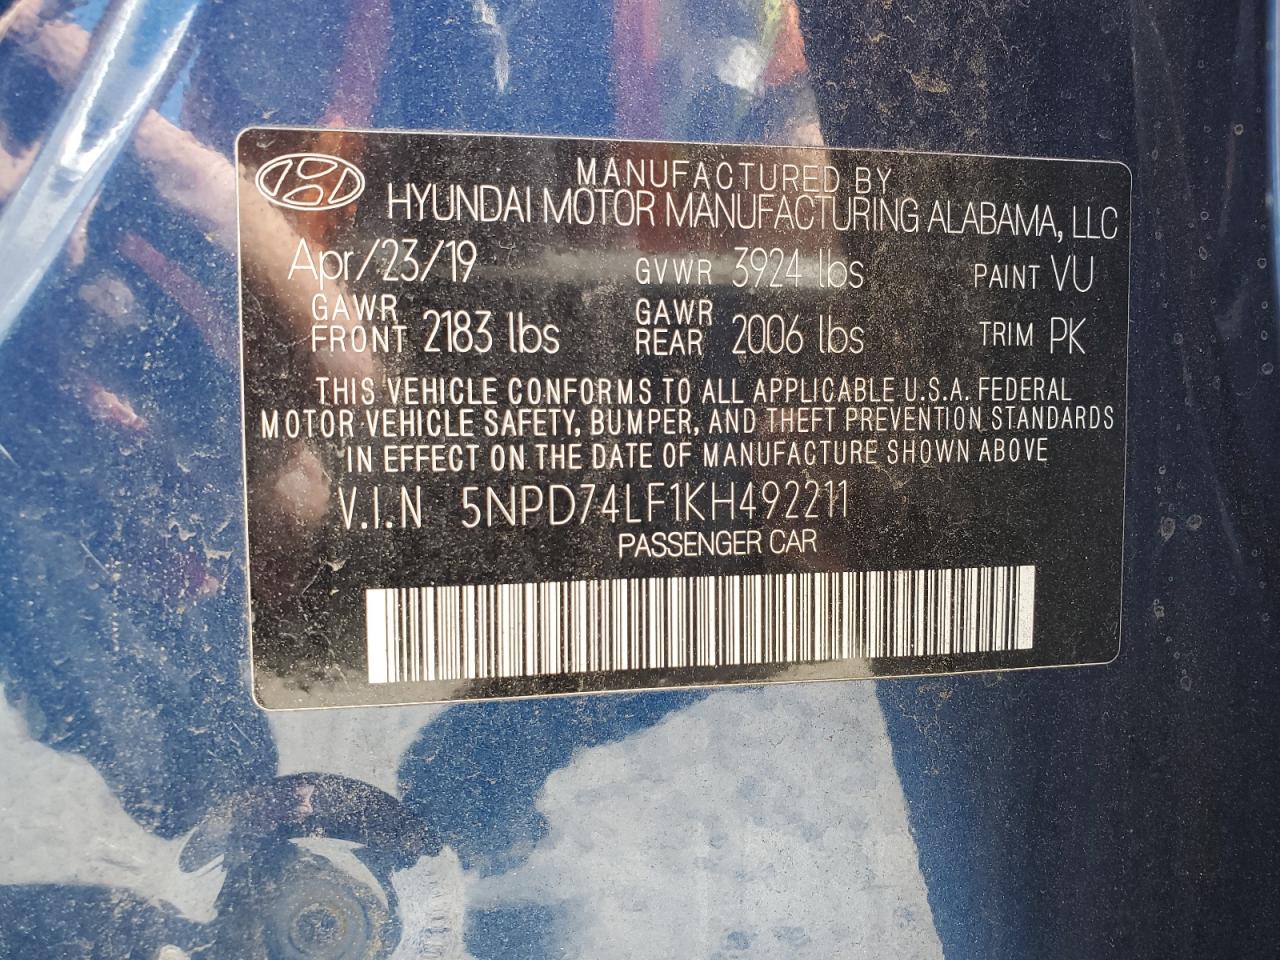 MANUFACTURED BY
HYUNDAI MOTOR MANUFACTURING ALABAMA, LLC
Apr/23/19 GVWR 3924 lbs PAINT VU
GAWR FRONT 2183 lbs GAWR REAR 2006 lbs TRIM PK
THIS VEHICLE CONFORMS TO ALL APPLICABLE U.S.A. FEDERAL
MOTOR VEHICLE SAFETY, BUMPER, AND THEFT PREVENTION STANDARDS
IN EFFECT ON THE DATE OF MANUFACTURE SHOWN ABOVE
V.I.N 5NPD74LF1KH492211
PASSENGER CAR